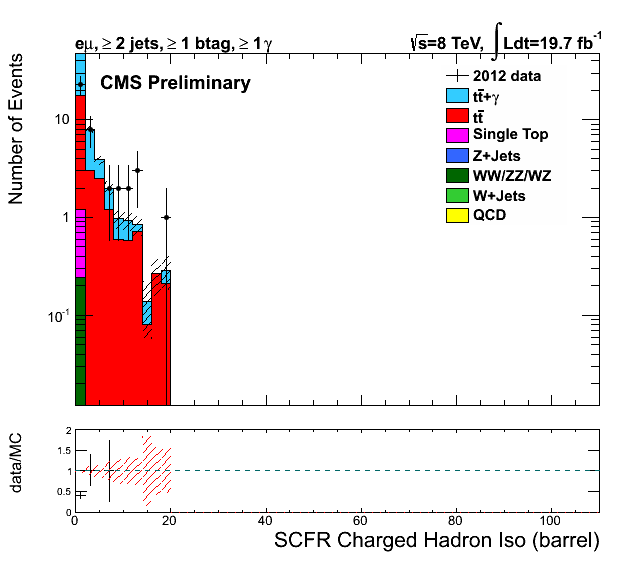 eμ, ≥ 2 jets, ≥ 1 btag, ≥ 1 γ
√s=8 TeV, ∫ Ldt=19.7 fb⁻¹
CMS Preliminary
Number of Events
10
1
10⁻¹
2012 data
tt̄+γ
tt̄
Single Top
Z+Jets
WW/ZZ/WZ
W+Jets
QCD
data/MC
2
1.5
1
0.5
0
0 20 40 60 80 100
SCFR Charged Hadron Iso (barrel)